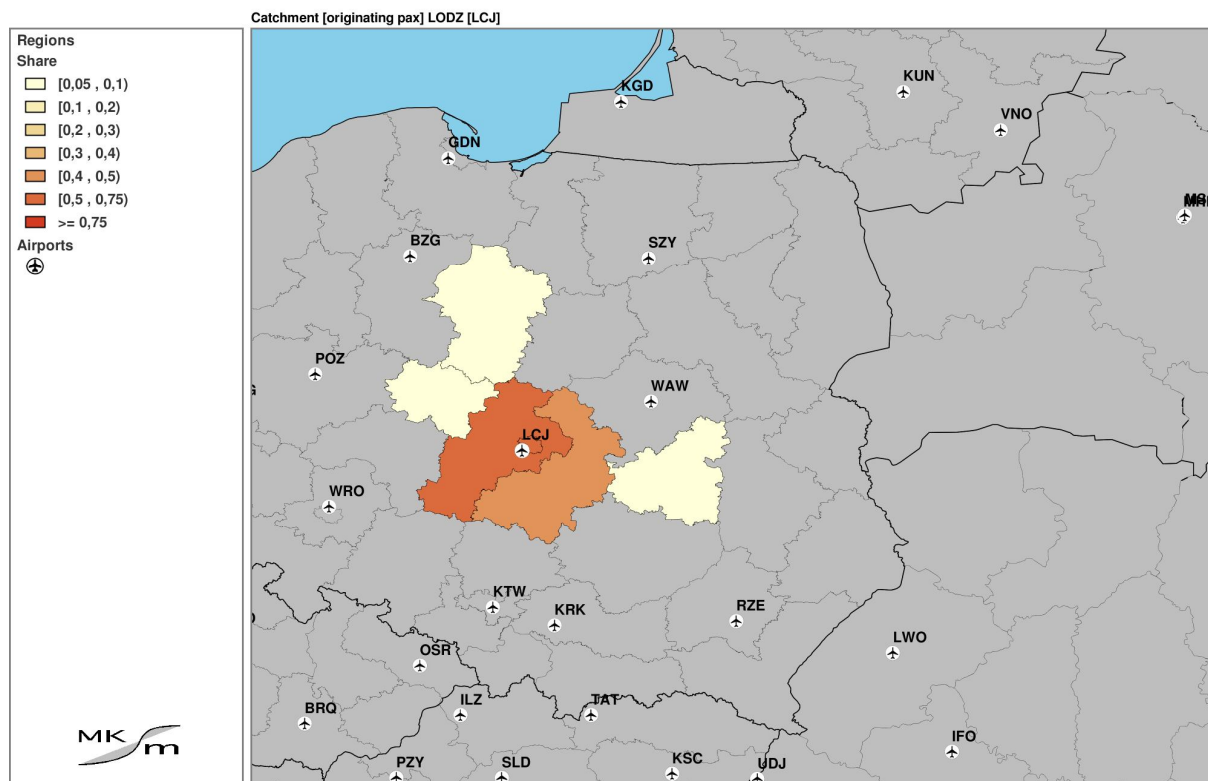 Catchment [originating pax] LODZ [LCJ]
Regions
Share
[0,05 , 0,1)
[0,1 , 0,2)
[0,2 , 0,3)
[0,3 , 0,4)
[0,4 , 0,5)
[0,5 , 0,75)
>= 0,75
Airports
KGD
KUN
VNO
GDN
BZG
SZY
POZ
WAW
LCJ
WRO
KTW
KRK
RZE
LWO
OSR
BRQ
ILZ
TAT
IFO
PZY
SLD
KSC
UDJ
MK
m